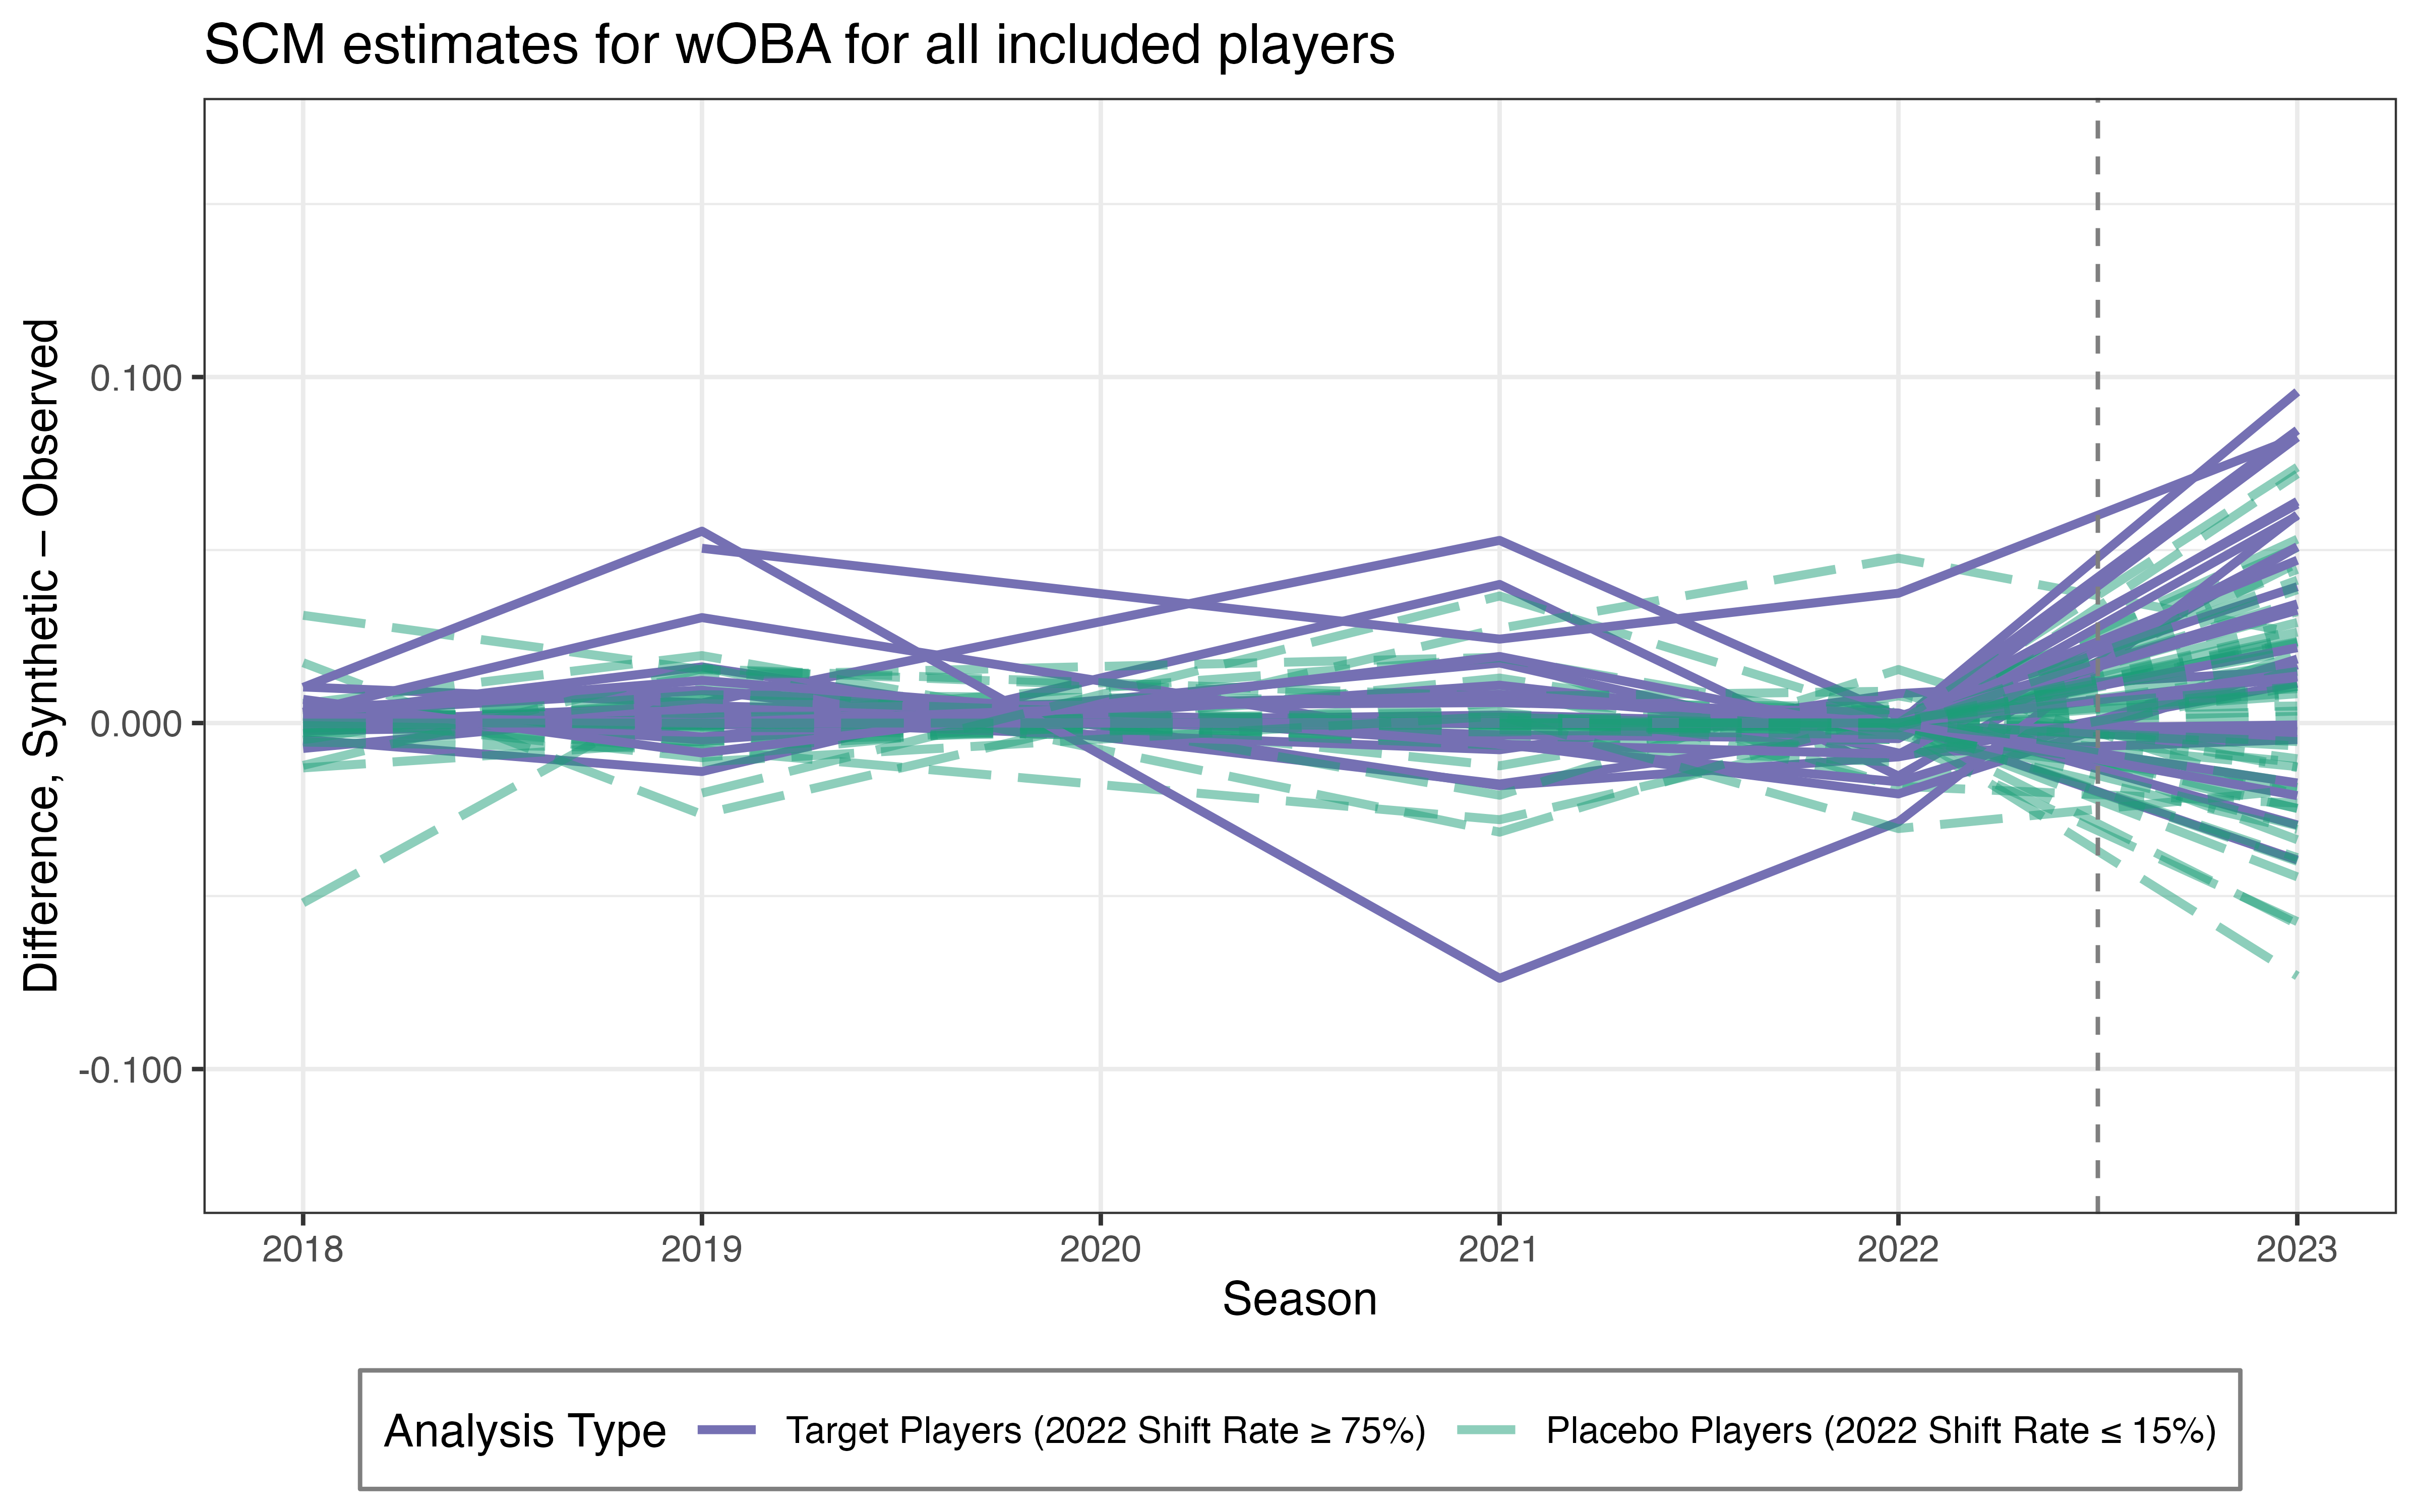 SCM estimates for wOBA for all included players
Difference, Synthetic – Observed
0.100
0.000
-0.100
2018 2019 2020 2021 2022 2023
Season
Analysis Type Target Players (2022 Shift Rate ≥ 75%) Placebo Players (2022 Shift Rate ≤ 15%)